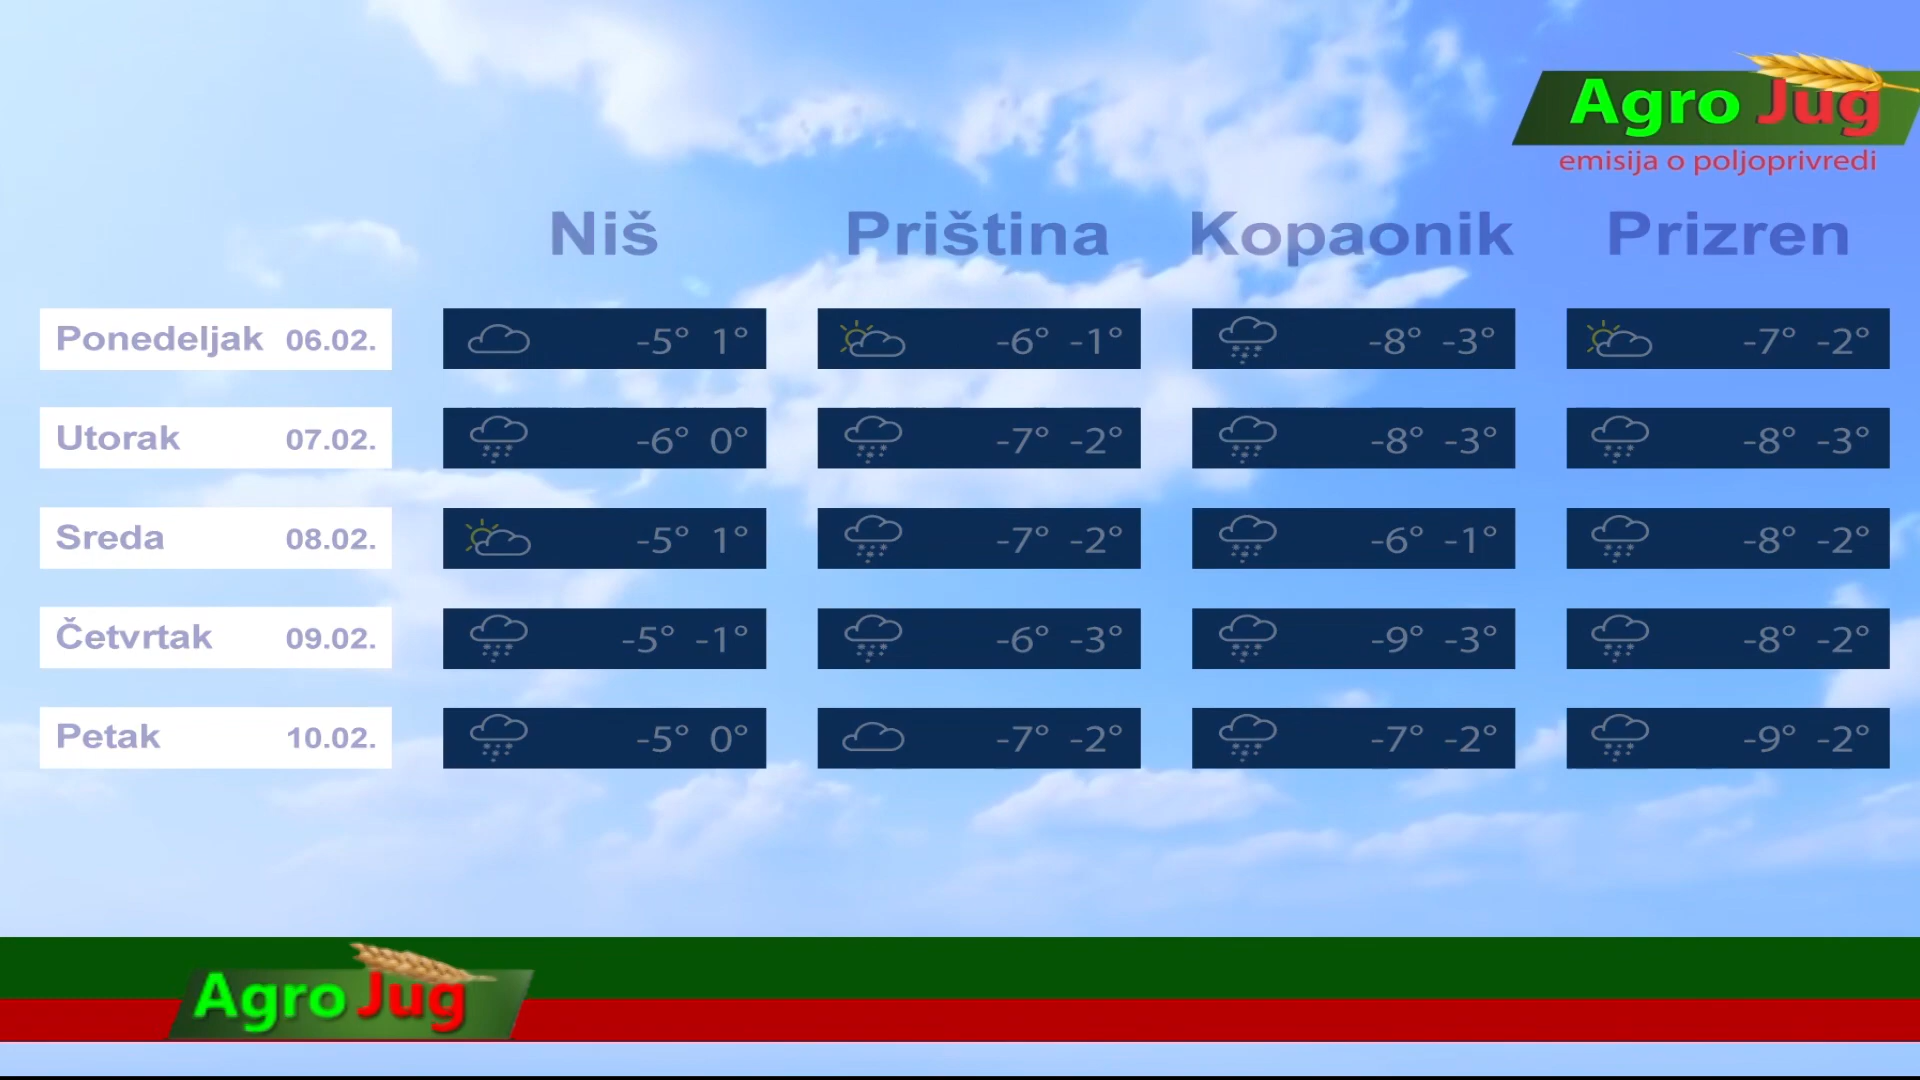 Agro Jug
emisija o poljoprivredi
Niš Priština Kopaonik Prizren
Ponedeljak 06.02. -5° 1° -6° -1° -8° -3° -7° -2°
Utorak 07.02. -6° 0° -7° -2° -8° -3° -8° -3°
Sreda 08.02. -5° 1° -7° -2° -6° -1° -8° -2°
Četvrtak 09.02. -5° -1° -6° -3° -9° -3° -8° -2°
Petak 10.02. -5° 0° -7° -2° -7° -2° -9° -2°
Agro Jug